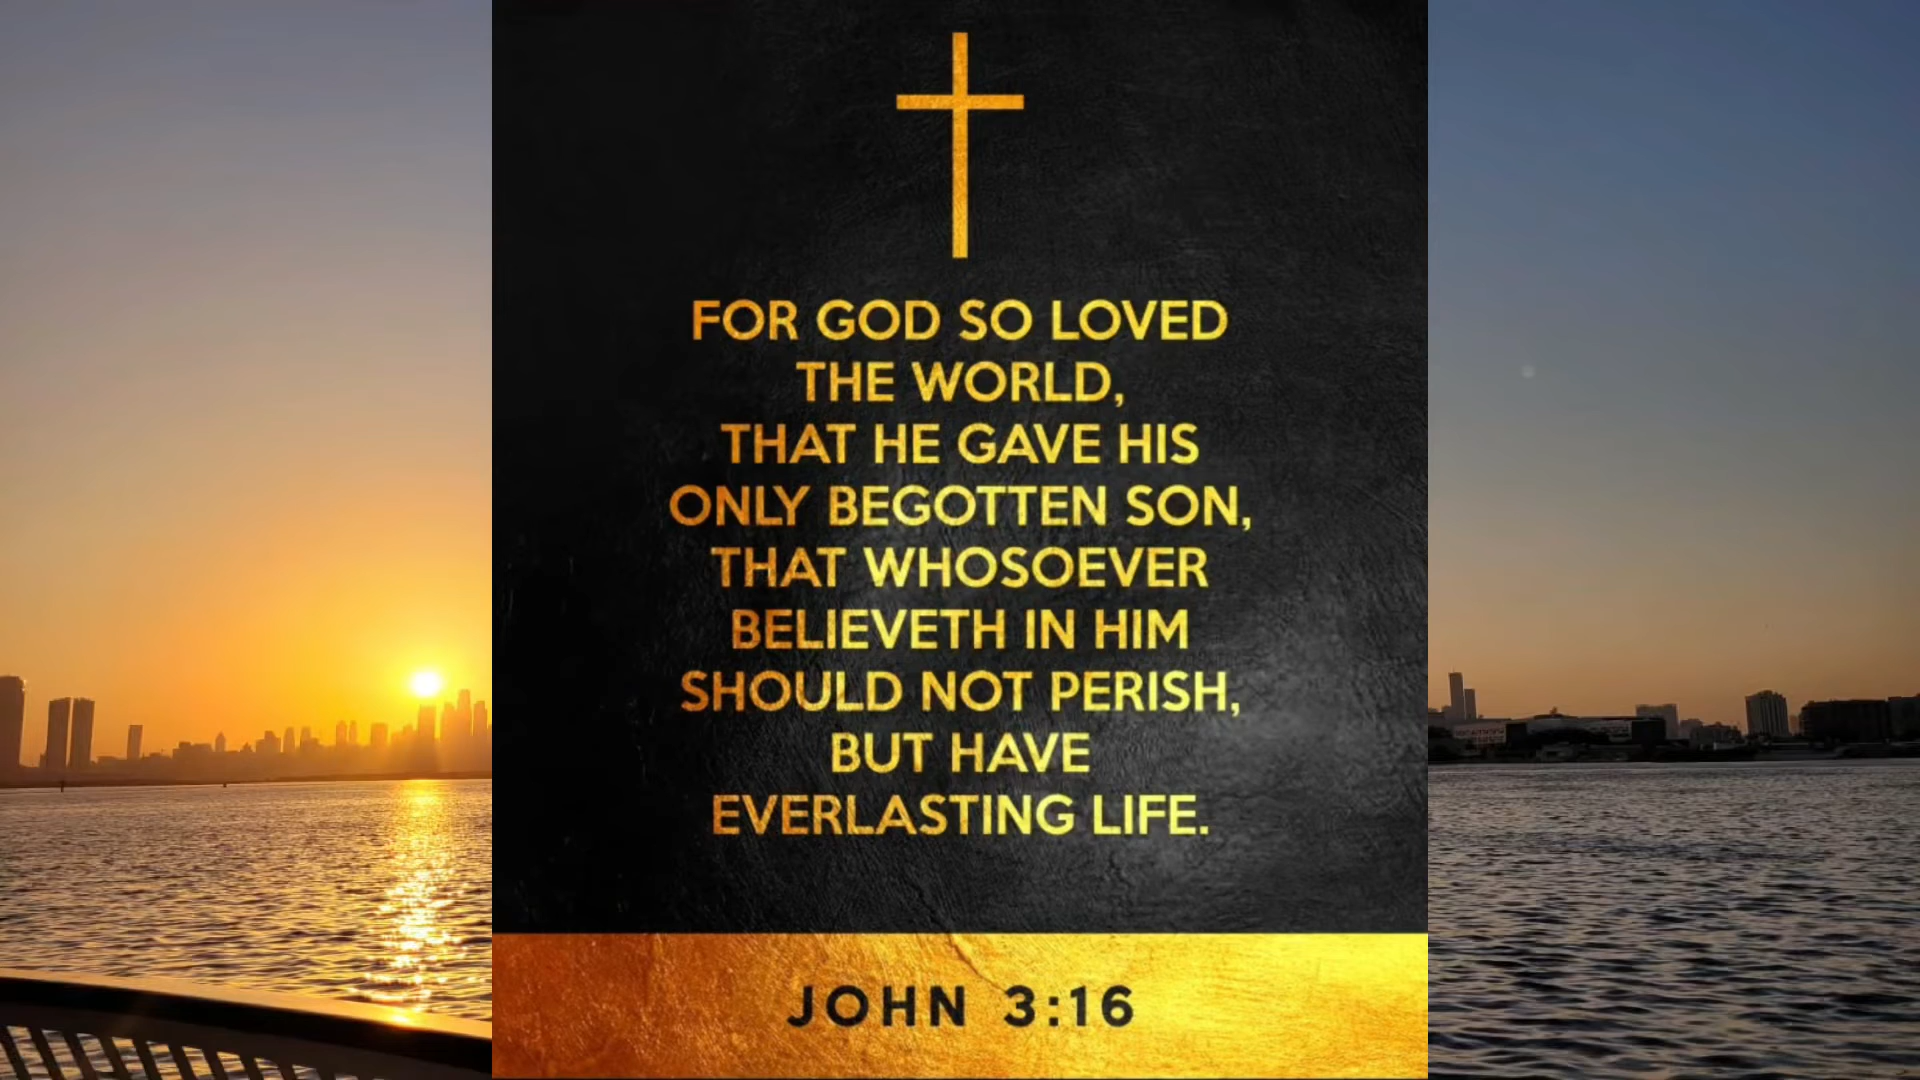 FOR GOD SO LOVED
THE WORLD,
THAT HE GAVE HIS
ONLY BEGOTTEN SON,
THAT WHOSOEVER
BELIEVETH IN HIM
SHOULD NOT PERISH,
BUT HAVE
EVERLASTING LIFE.
JOHN 3:16